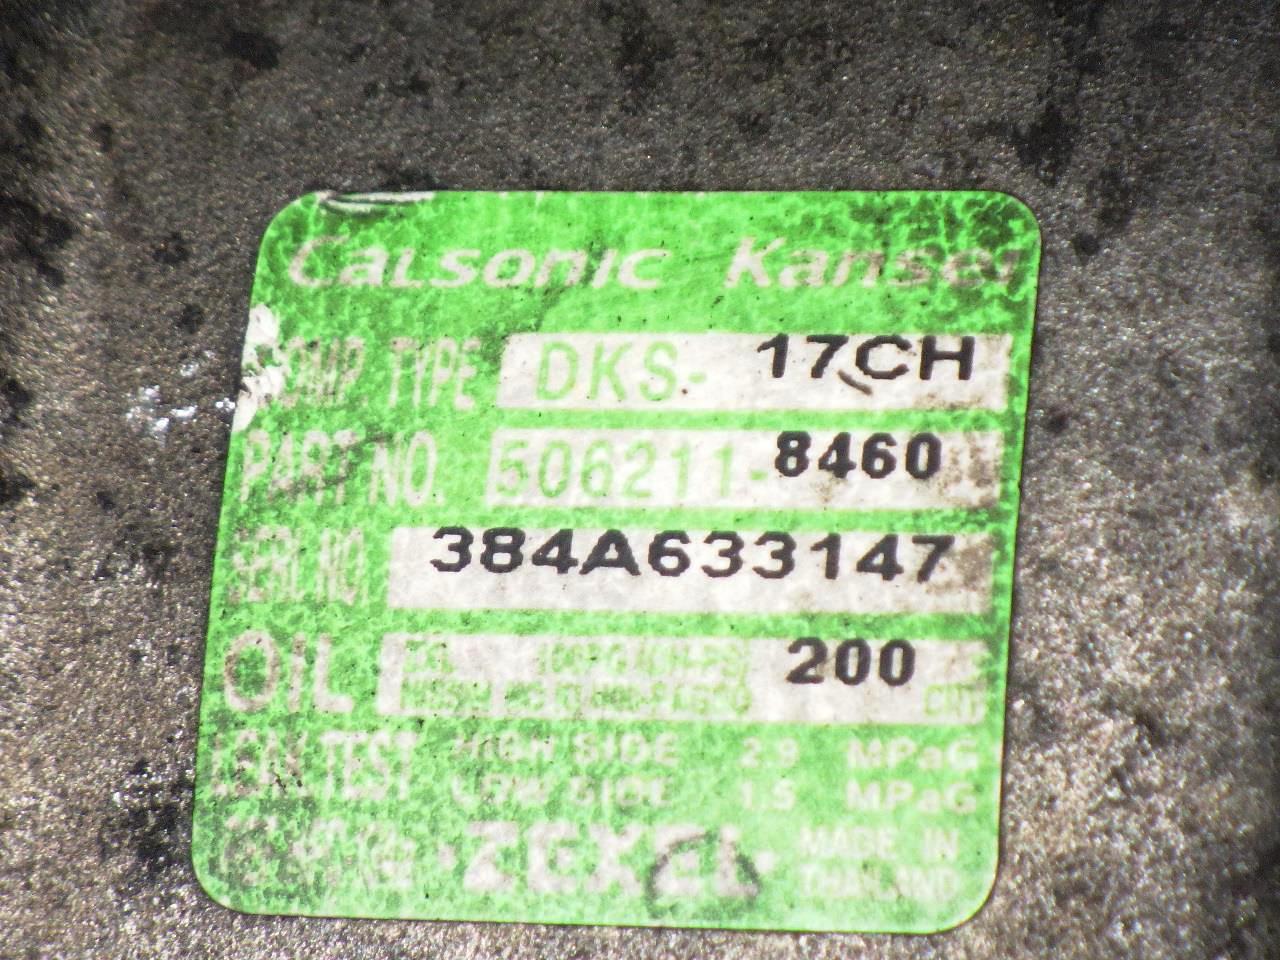 Calsonic Kansei
COMP TYPE DKS-17CH
PART NO. 506211-8460
SERI.NO. 384A633147
OIL 200
LEAK TEST HIGH SIDE 2.9 MPaG
LOW SIDE 1.5 MPaG
ZEXEL MADE IN
THAILAND